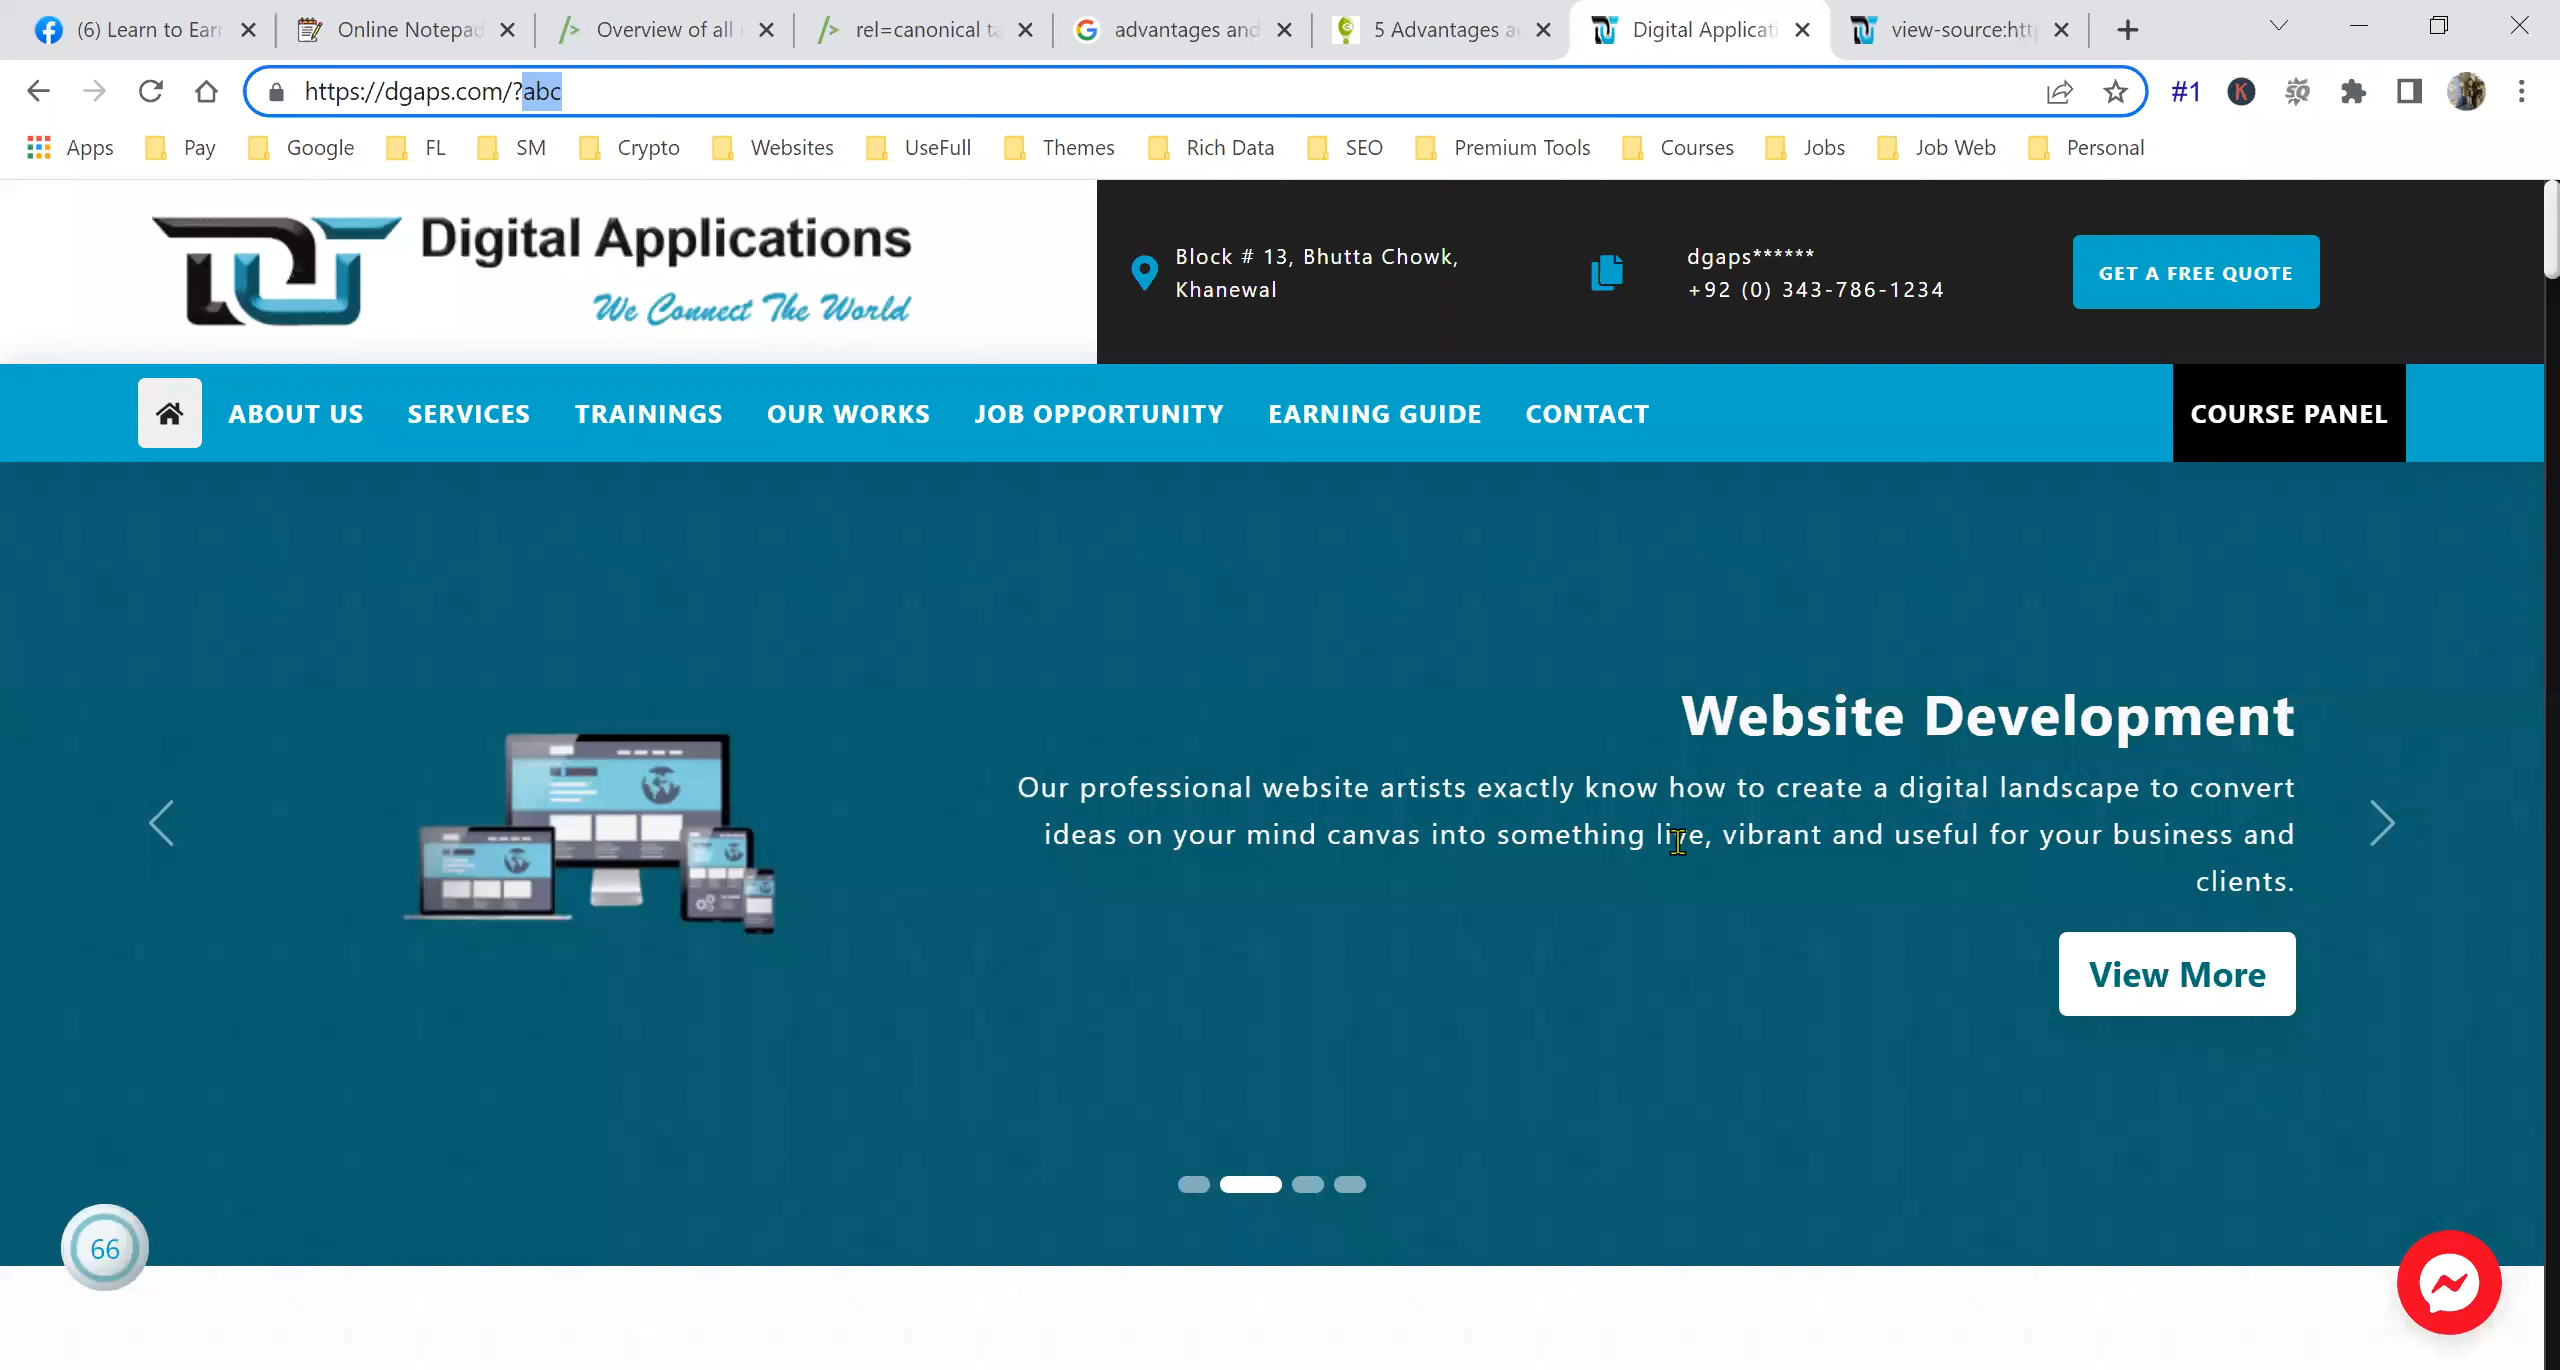 (6) Learn to Ear
Online Notepad
Overview of all
rel=canonical ta
advantages and
5 Advantages a
Digital Applicati
view-source:htt
https://dgaps.com/?abc
#1
K
SQ
Apps
Pay
Google
FL
SM
Crypto
Websites
UseFull
Themes
Rich Data
SEO
Premium Tools
Courses
Jobs
Job Web
Personal
Digital Applications
We Connect The World
Block # 13, Bhutta Chowk,
Khanewal
dgaps******
+92 (0) 343-786-1234
GET A FREE QUOTE
ABOUT US
SERVICES
TRAININGS
OUR WORKS
JOB OPPORTUNITY
EARNING GUIDE
CONTACT
COURSE PANEL
Website Development
Our professional website artists exactly know how to create a digital landscape to convert
ideas on your mind canvas into something live, vibrant and useful for your business and
clients.
View More
66